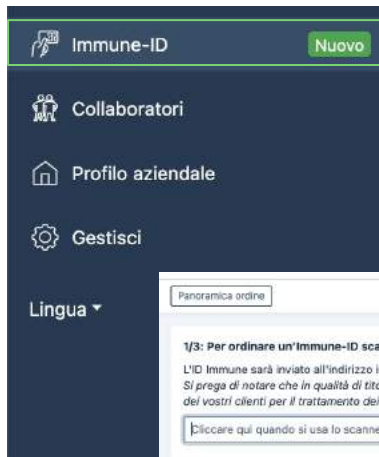 Immune-ID
Nuovo
Collaboratori
Profilo aziendale
Gestisci
Lingua
Panoramica ordine
1/3: Per ordinare un'Immune-ID
L'ID Immune sarà inviato all'indirizzo
Si prega di notare che in qualità di
dei vostri clienti per il trattamento
Cliccare qui quando si usa lo